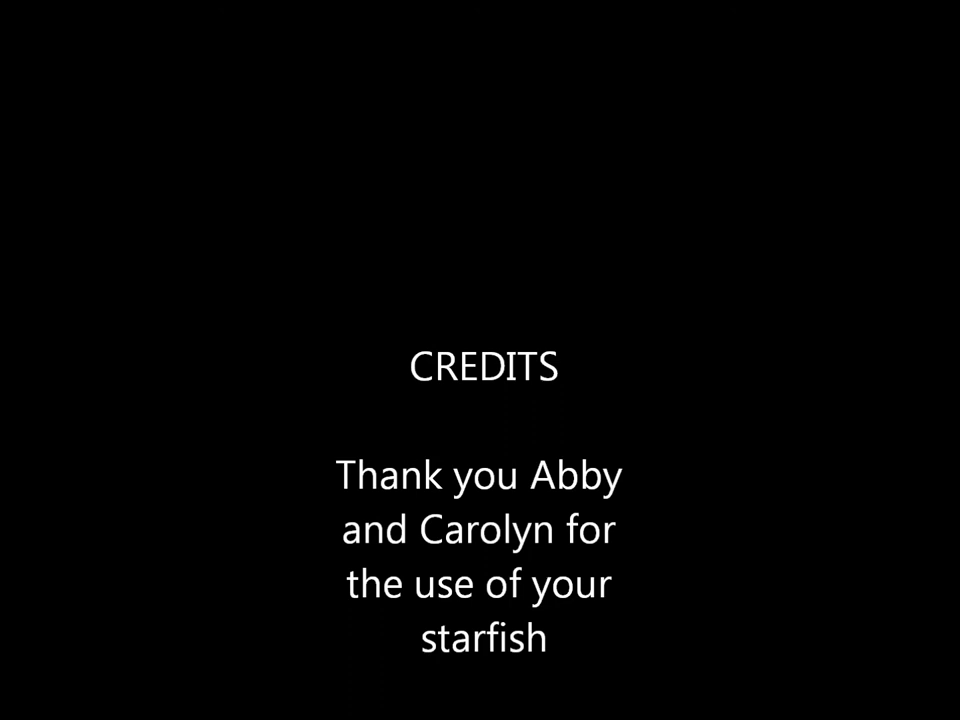 CREDITS
Thank you Abby
and Carolyn for
the use of your
starfish